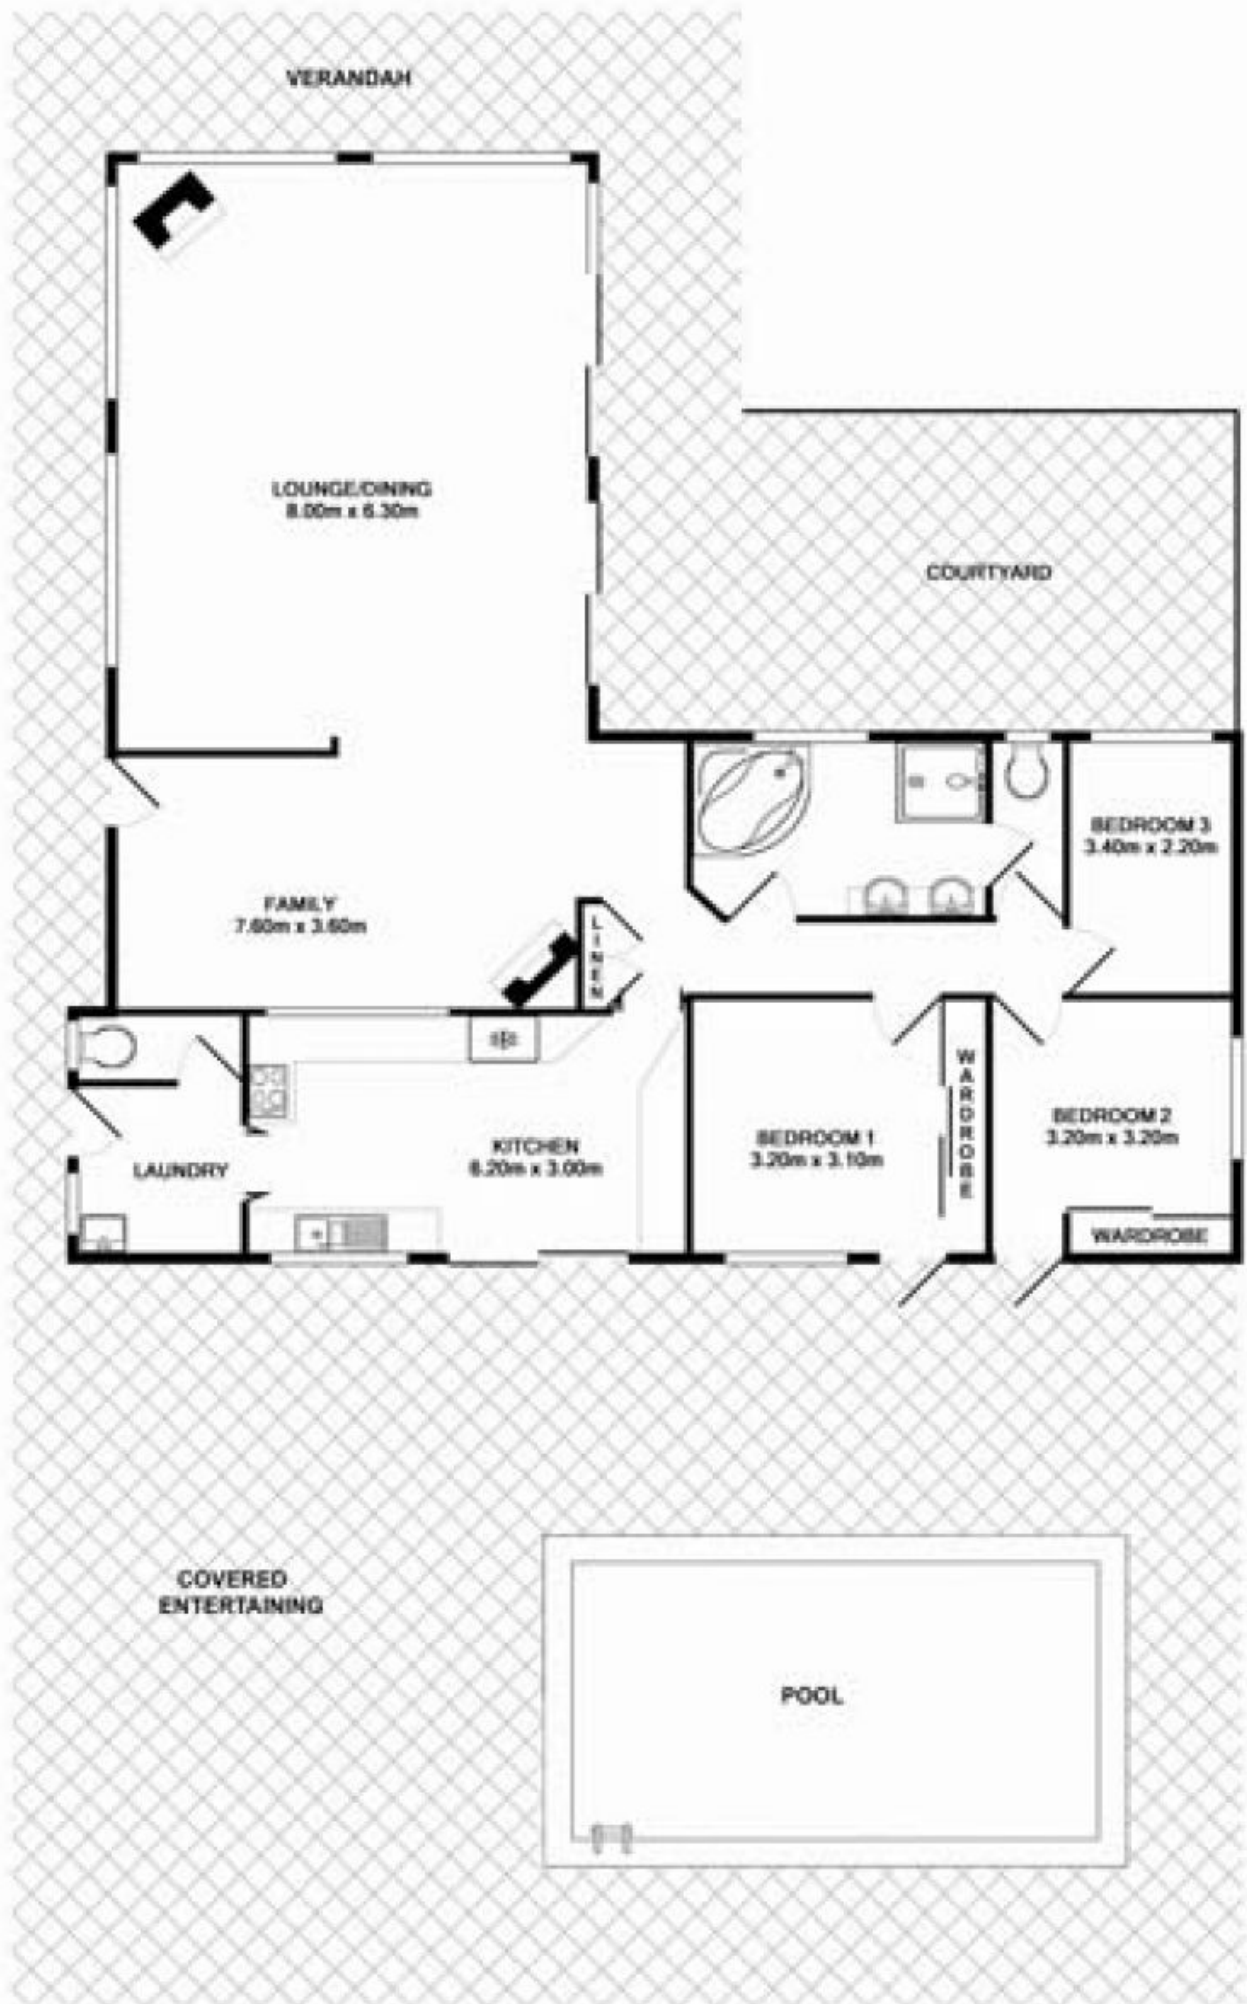 VERANDAH
LOUNGE/DINING
8.00m x 6.30m
COURTYARD
BEDROOM 3
3.40m x 2.20m
FAMILY
7.60m x 3.60m
LINEN
KITCHEN
6.20m x 3.00m
LAUNDRY
BEDROOM 1
3.20m x 3.10m
WARDROBE
BEDROOM 2
3.20m x 3.20m
WARDROBE
COVERED
ENTERTAINING
POOL